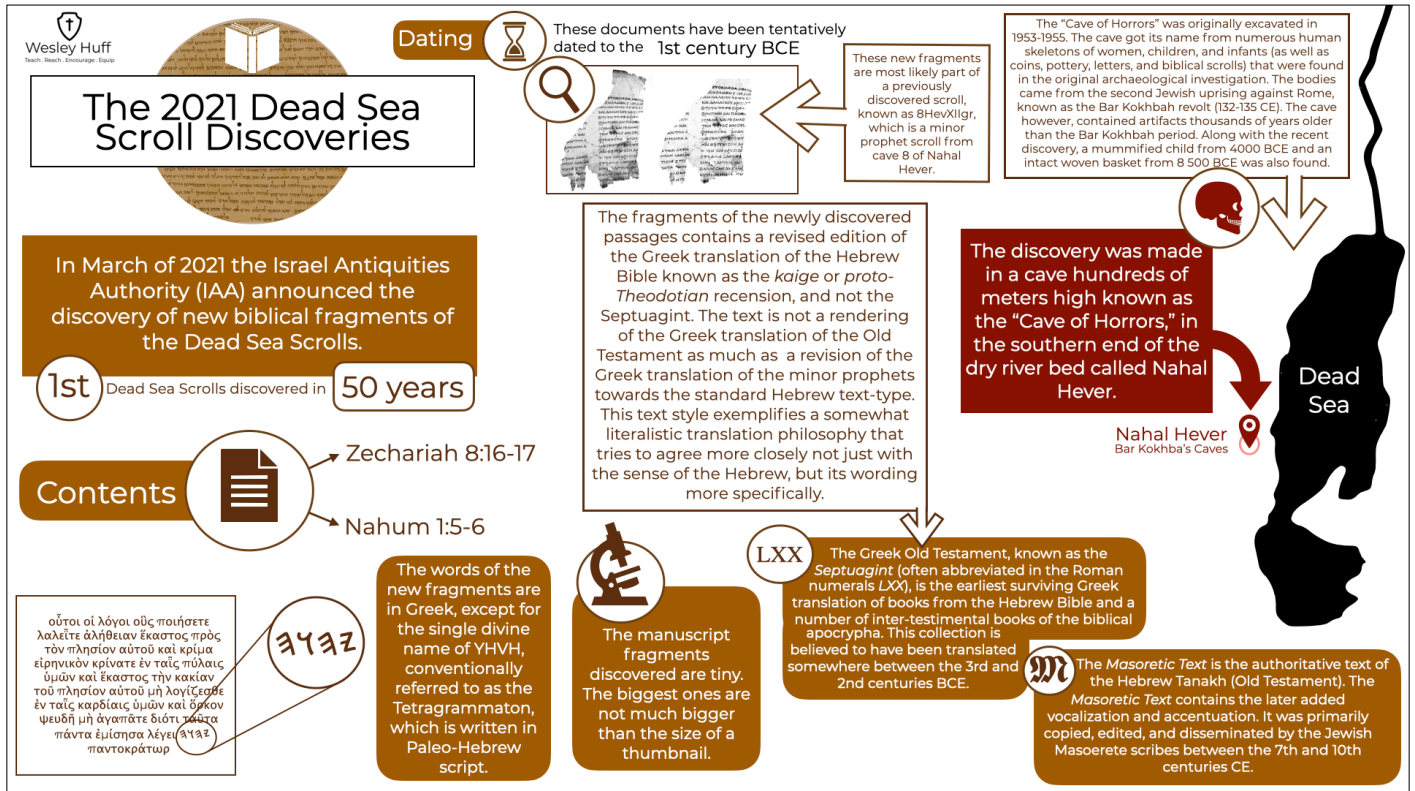 Wesley Huff
Teach . Reach . Encourage . Equip
The 2021 Dead Sea
Scroll Discoveries
In March of 2021 the Israel Antiquities
Authority (IAA) announced the
discovery of new biblical fragments of
the Dead Sea Scrolls.
1st
Dead Sea Scrolls discovered in
50 years
Contents
Zechariah 8:16-17
Nahum 1:5-6
οὗτοι οἱ λόγοι οὓς ποιήσετε
λαλεῖτε ἀλήθειαν ἕκαστος πρὸς
τὸν πλησίον αὐτοῦ καὶ κρίμα
εἰρηνικὸν κρίνατε ἐν ταῖς πύλαις
ὑμῶν καὶ ἕκαστος τὴν κακίαν
τοῦ πλησίον αὐτοῦ μὴ λογίζεσθε
ἐν ταῖς καρδίαις ὑμῶν καὶ ὅρκον
ψευδῆ μὴ ἀγαπᾶτε διότι ταῦτα
πάντα ἐμίσησα λέγει 𐤉𐤄𐤅𐤄
παντοκράτωρ
𐤉𐤄𐤅𐤄
The words of the
new fragments are
in Greek, except for
the single divine
name of YHVH,
conventionally
referred to as the
Tetragrammaton,
which is written in
Paleo-Hebrew
script.
Dating
These documents have been tentatively
dated to the 1st century BCE
These new fragments
are most likely part of
a previously
discovered scroll,
known as 8HevXIIgr,
which is a minor
prophet scroll from
cave 8 of Nahal
Hever.
The fragments of the newly discovered
passages contains a revised edition of
the Greek translation of the Hebrew
Bible known as the kaige or proto-
Theodotian recension, and not the
Septuagint. The text is not a rendering
of the Greek translation of the Old
Testament as much as a revision of the
Greek translation of the minor prophets
towards the standard Hebrew text-type.
This text style exemplifies a somewhat
literalistic translation philosophy that
tries to agree more closely not just with
the sense of the Hebrew, but its wording
more specifically.
The manuscript
fragments
discovered are tiny.
The biggest ones are
not much bigger
than the size of a
thumbnail.
LXX
The Greek Old Testament, known as the
Septuagint (often abbreviated in the Roman
numerals LXX), is the earliest surviving Greek
translation of books from the Hebrew Bible and a
number of inter-testimental books of the biblical
apocrypha. This collection is
believed to have been translated
somewhere between the 3rd and
2nd centuries BCE.
𝔐
The Masoretic Text is the authoritative text of
the Hebrew Tanakh (Old Testament). The
Masoretic Text contains the later added
vocalization and accentuation. It was primarily
copied, edited, and disseminated by the Jewish
Masoerete scribes between the 7th and 10th
centuries CE.
The “Cave of Horrors” was originally excavated in
1953-1955. The cave got its name from numerous human
skeletons of women, children, and infants (as well as
coins, pottery, letters, and biblical scrolls) that were found
in the original archaeological investigation. The bodies
came from the second Jewish uprising against Rome,
known as the Bar Kokhbah revolt (132-135 CE). The cave
however, contained artifacts thousands of years older
than the Bar Kokhbah period. Along with the recent
discovery, a mummified child from 4000 BCE and an
intact woven basket from 8 500 BCE was also found.
The discovery was made
in a cave hundreds of
meters high known as
the “Cave of Horrors,” in
the southern end of the
dry river bed called Nahal
Hever.
Nahal Hever
Bar Kokhba’s Caves
Dead
Sea